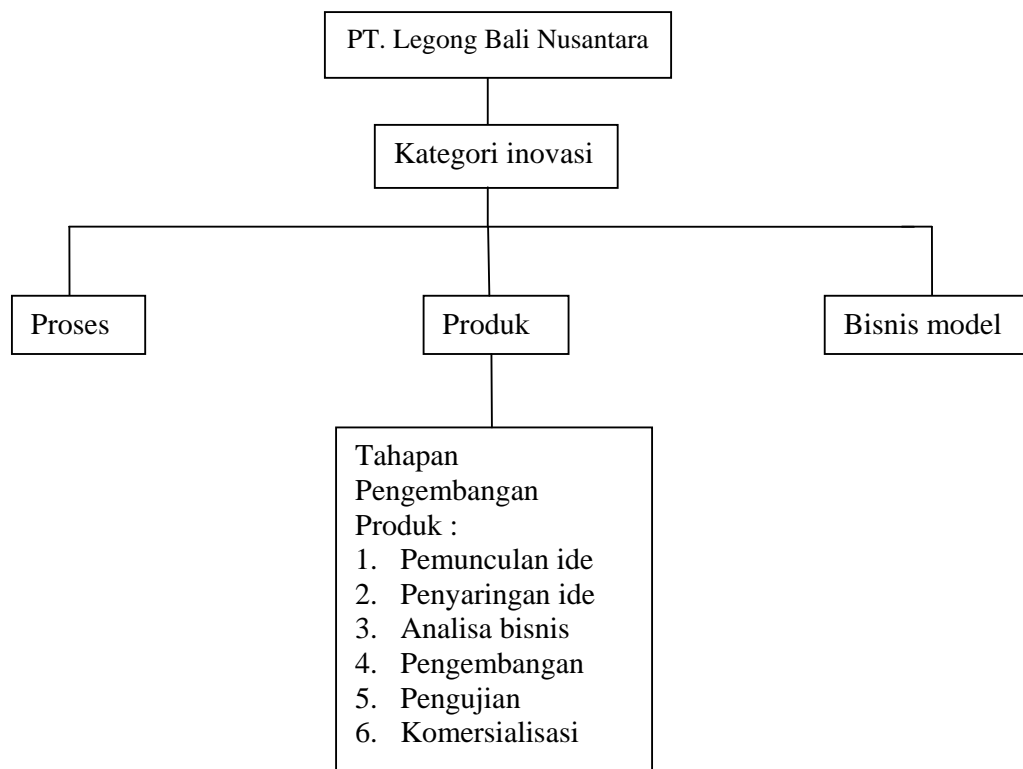 PT. Legong Bali Nusantara
Kategori inovasi
Proses
Produk
Bisnis model
Tahapan
Pengembangan
Produk :
1. Pemunculan ide
2. Penyaringan ide
3. Analisa bisnis
4. Pengembangan
5. Pengujian
6. Komersialisasi